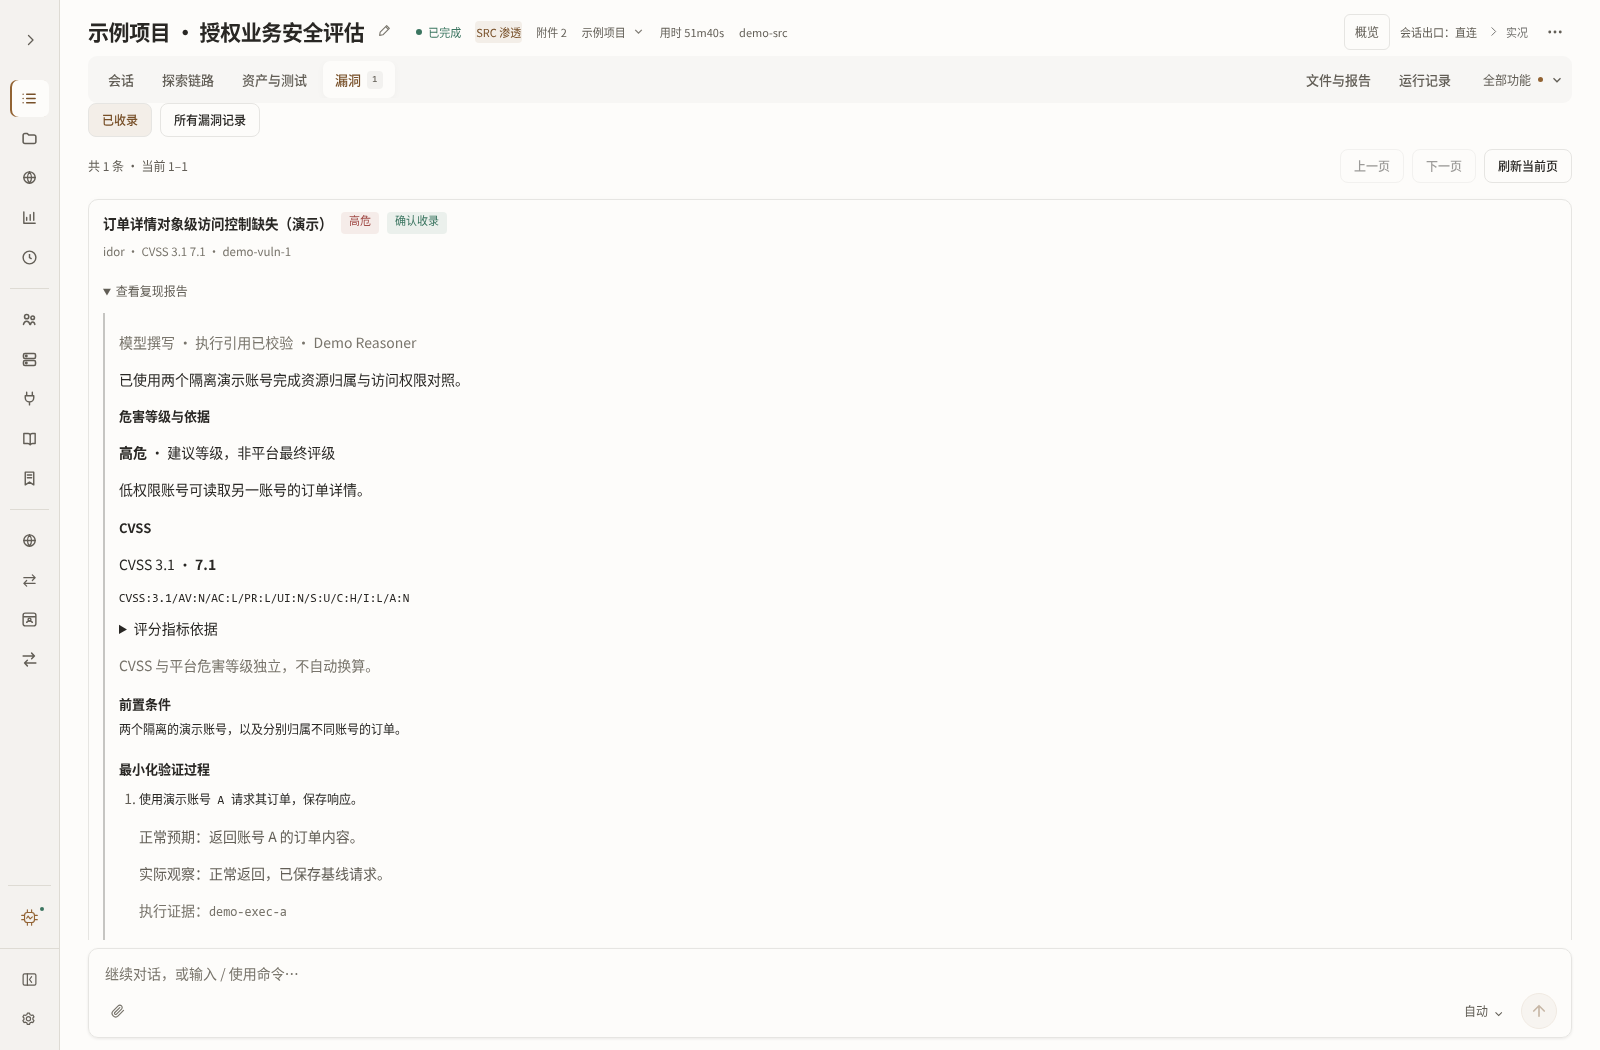 示例项目 · 授权业务安全评估
已完成 SRC 渗透 附件 2 示例项目 用时 51m40s demo-src
概览 会话出口：直连 实况
会话 探索链路 资产与测试 漏洞 1
文件与报告 运行记录 全部功能
已收录 所有漏洞记录
共 1 条 · 当前 1–1
上一页 下一页 刷新当前页
订单详情对象级访问控制缺失（演示） 高危 确认收录
idor · CVSS 3.1 7.1 · demo-vuln-1
查看复现报告
模型撰写 · 执行引用已校验 · Demo Reasoner
已使用两个隔离演示账号完成资源归属与访问权限对照。
危害等级与依据
高危 · 建议等级，非平台最终评级
低权限账号可读取另一账号的订单详情。
CVSS
CVSS 3.1 · 7.1
CVSS:3.1/AV:N/AC:L/PR:L/UI:N/S:U/C:H/I:L/A:N
评分指标依据
CVSS 与平台危害等级独立，不自动换算。
前置条件
两个隔离的演示账号，以及分别归属不同账号的订单。
最小化验证过程
1. 使用演示账号 A 请求其订单，保存响应。
正常预期：返回账号 A 的订单内容。
实际观察：正常返回，已保存基线请求。
执行证据：demo-exec-a
继续对话，或输入 / 使用命令…
自动